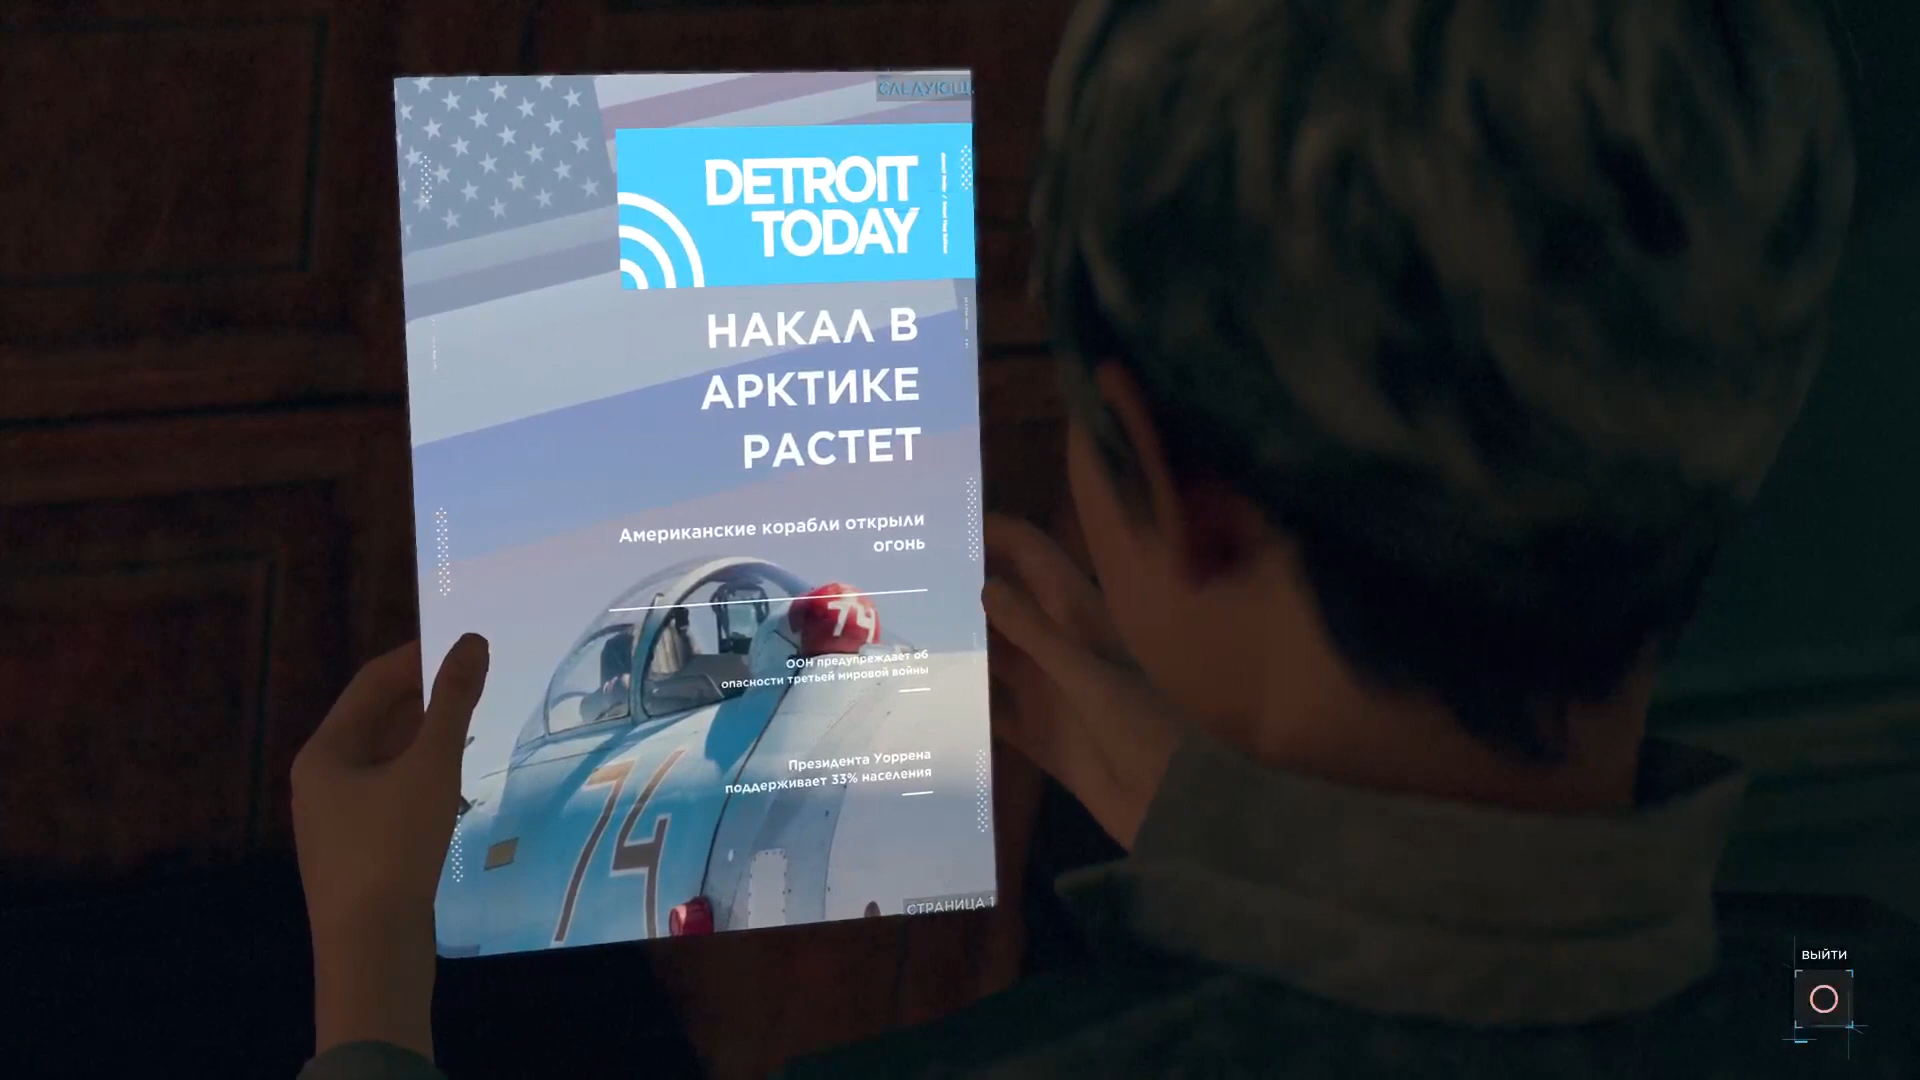 СЛЕДУЮЩ
DETROIT
TODAY
НАКАЛ В
АРКТИКЕ
РАСТЕТ
Американские корабли открыли
огонь
74
ООН предупреждает об
опасности третьей мировой войны
Президента Уоррена
поддерживает 33% населения
74
СТРАНИЦА 1
ВЫЙТИ